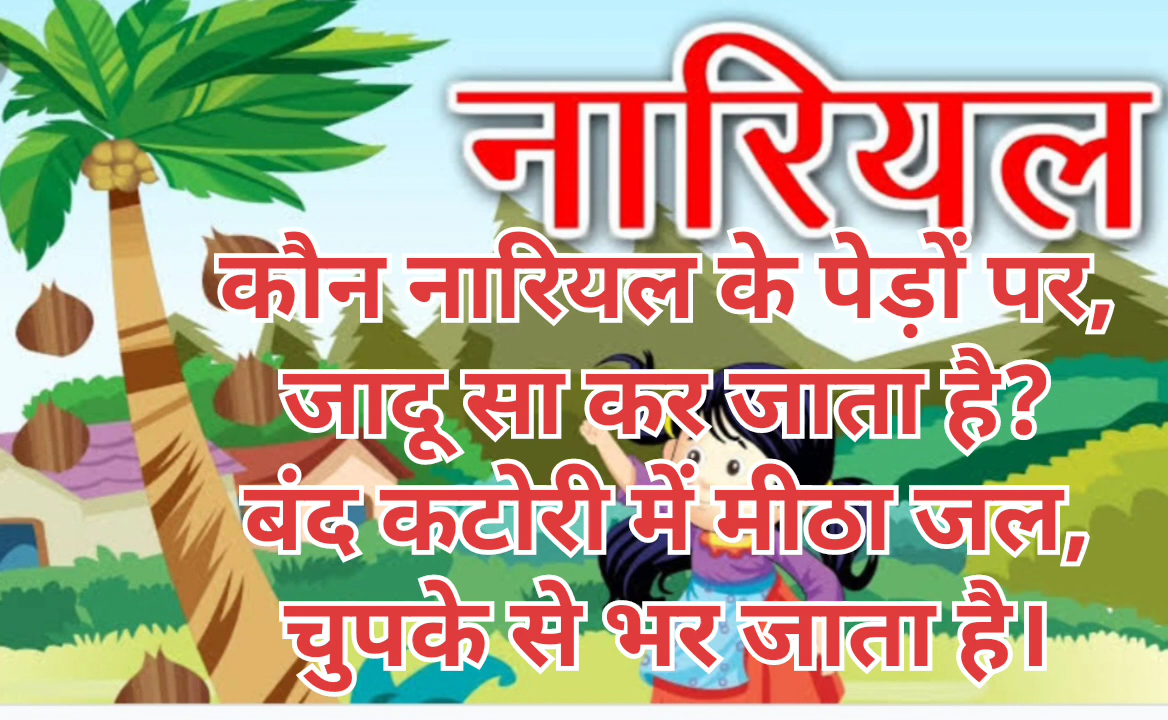 नारियल
कौन नारियल के पेड़ों पर,
जादू सा कर जाता है?
बंद कटोरी में मीठा जल,
चुपके से भर जाता है।